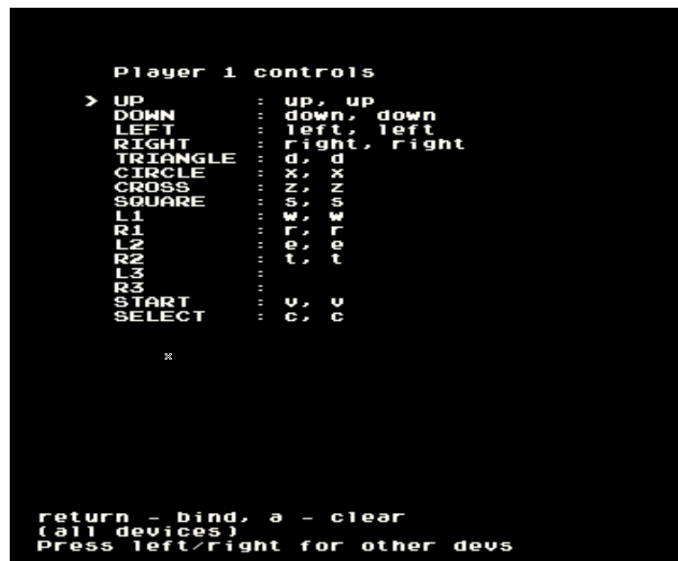 Player 1 controls
> UP : up, up
DOWN : down, down
LEFT : left, left
RIGHT : right, right
TRIANGLE : d, d
CIRCLE : x, x
CROSS : z, z
SQUARE : s, s
L1 : w, w
R1 : r, r
L2 : e, e
R2 : t, t
L3 :
R3 :
START : v, v
SELECT : c, c
return - bind, a - clear
(all devices)
Press left/right for other devs